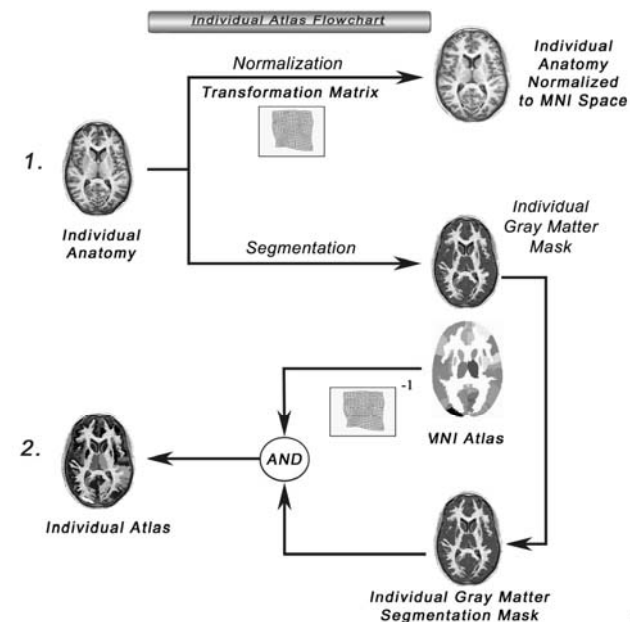 Individual Atlas Flowchart
Normalization
Transformation Matrix
Individual
Anatomy
Normalized
to MNI Space
1.
Individual
Anatomy
Segmentation
Individual
Gray Matter
Mask
-1
MNI Atlas
2.
AND
Individual Atlas
Individual Gray Matter
Segmentation Mask